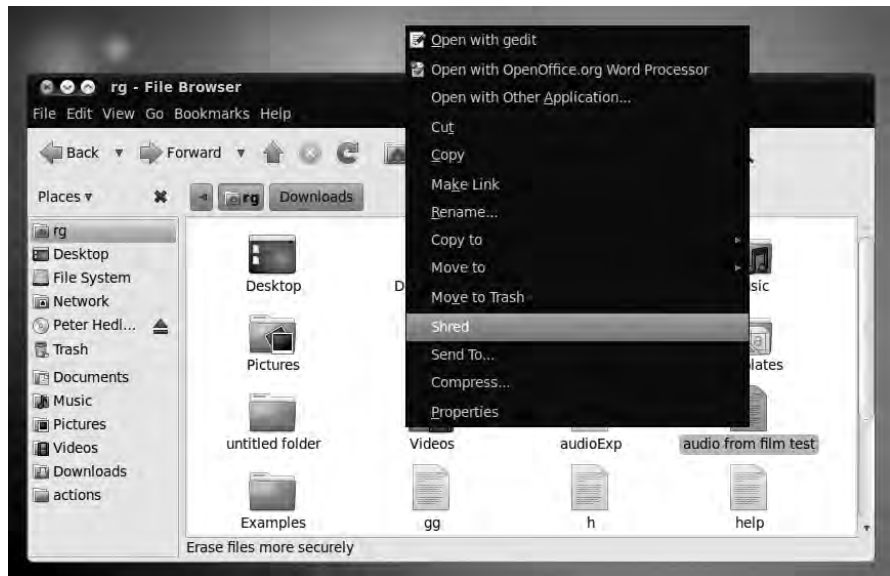 Open with gedit
Open with OpenOffice.org Word Processor
Open with Other Application...
Cut
Copy
Make Link
Rename...
Copy to
Move to
Move to Trash
Shred
Send To...
Compress...
Properties
rg - File Browser
File Edit View Go Bookmarks Help
Back Forward
Places rg Downloads
rg
Desktop
File System
Network
Peter Hedl...
Trash
Documents
Music
Pictures
Videos
Downloads
actions
Desktop
Pictures
untitled folder Videos audioExp audio from film test
Examples gg h help
Erase files more securely